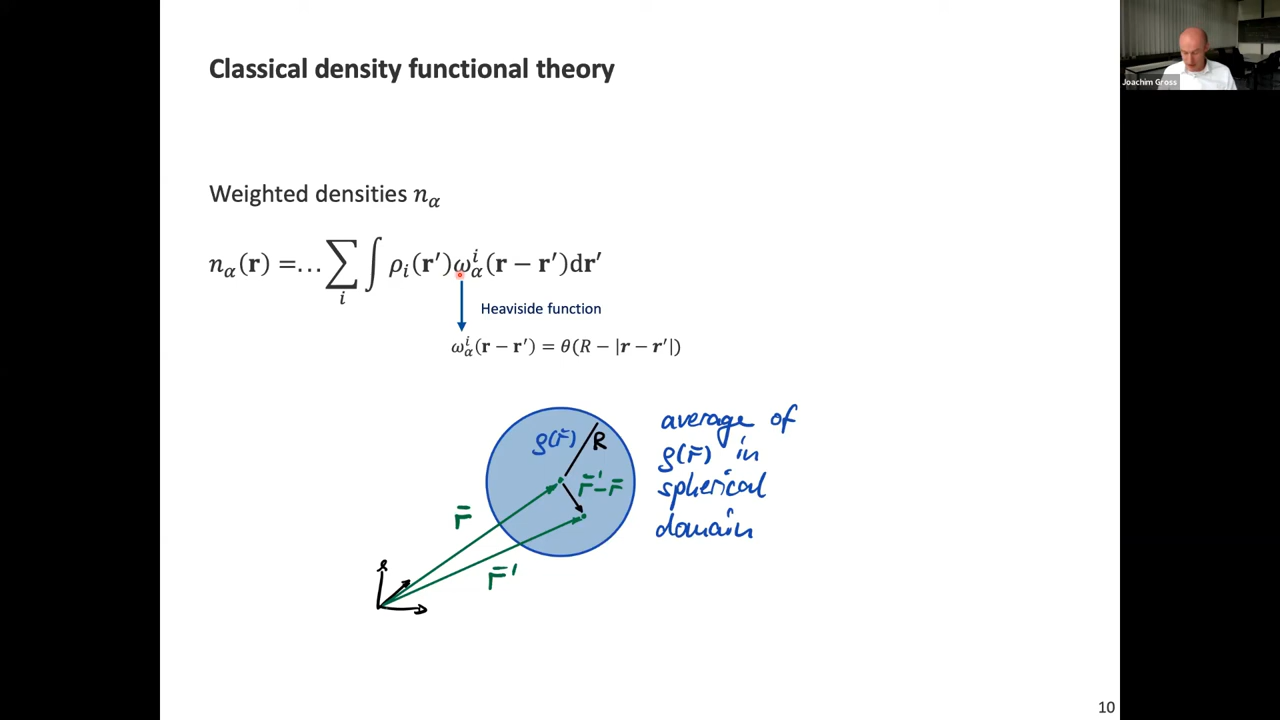 Classical density functional theory
Joachim Gross
Weighted densities nα
nα(r) =… ∑i ∫ ρi(r′)ωαⁱ(r − r′)dr′
Heaviside function
ωαⁱ(r − r′) = θ(R − |r − r′|)
average of
ρ(r̄) in
spherical
domain
ρ(r̄)
R
r̄′−r̄
r̄
r̄′
10